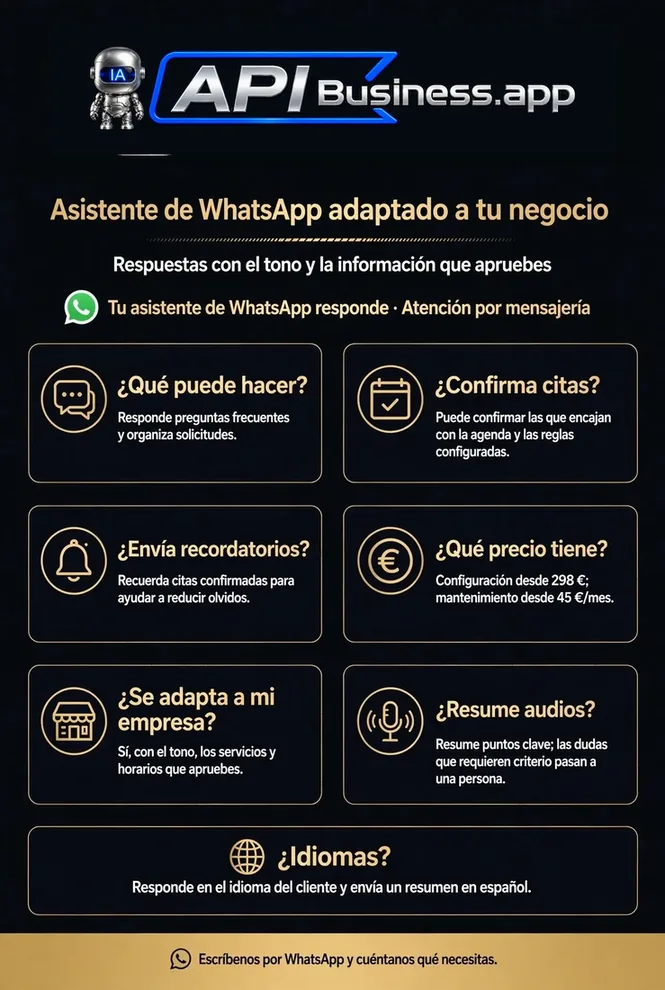 IA
API Business.app
Asistente de WhatsApp adaptado a tu negocio
Respuestas con el tono y la información que apruebes
Tu asistente de WhatsApp responde · Atención por mensajería
¿Qué puede hacer?
Responde preguntas frecuentes
y organiza solicitudes.
¿Confirma citas?
Puede confirmar las que encajan
con la agenda y las reglas
configuradas.
¿Envía recordatorios?
Recuerda citas confirmadas para
ayudar a reducir olvidos.
¿Qué precio tiene?
Configuración desde 298 €;
mantenimiento desde 45 €/mes.
¿Se adapta a mi
empresa?
Sí, con el tono, los servicios y
horarios que apruebes.
¿Resume audios?
Resume puntos clave; las dudas
que requieren criterio pasan a
una persona.
¿Idiomas?
Responde en el idioma del cliente y envía un resumen en español.
Escríbenos por WhatsApp y cuéntanos qué necesitas.